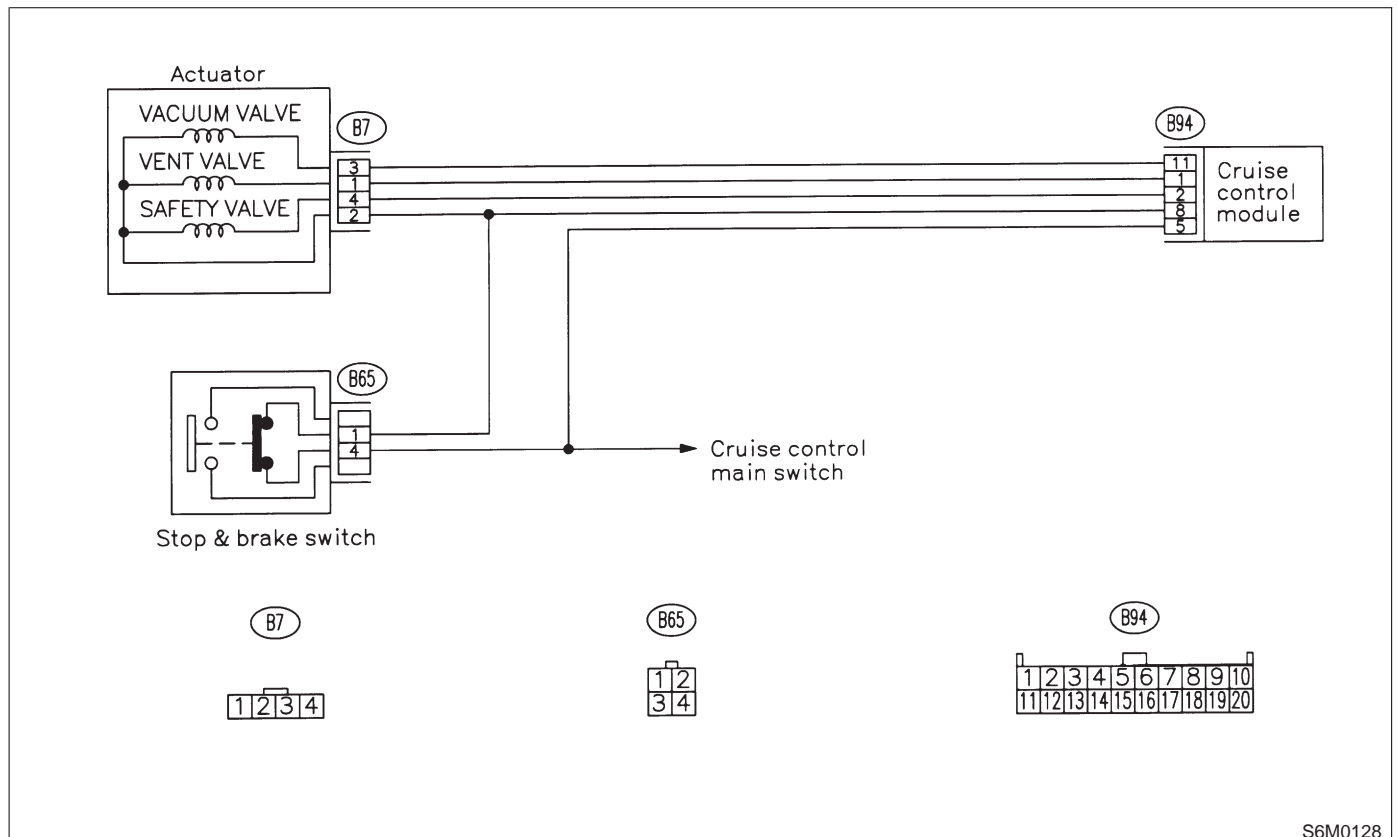 Actuator
VACUUM VALVE
VENT VALVE
SAFETY VALVE
B7
3
1
4
2
B94
11
1
2
8
5
Cruise
control
module
B65
1
4
Cruise control
main switch
Stop & brake switch
B7
1 2 3 4
B65
1 2
3 4
B94
1 2 3 4 5 6 7 8 9 10
11 12 13 14 15 16 17 18 19 20
S6M0128